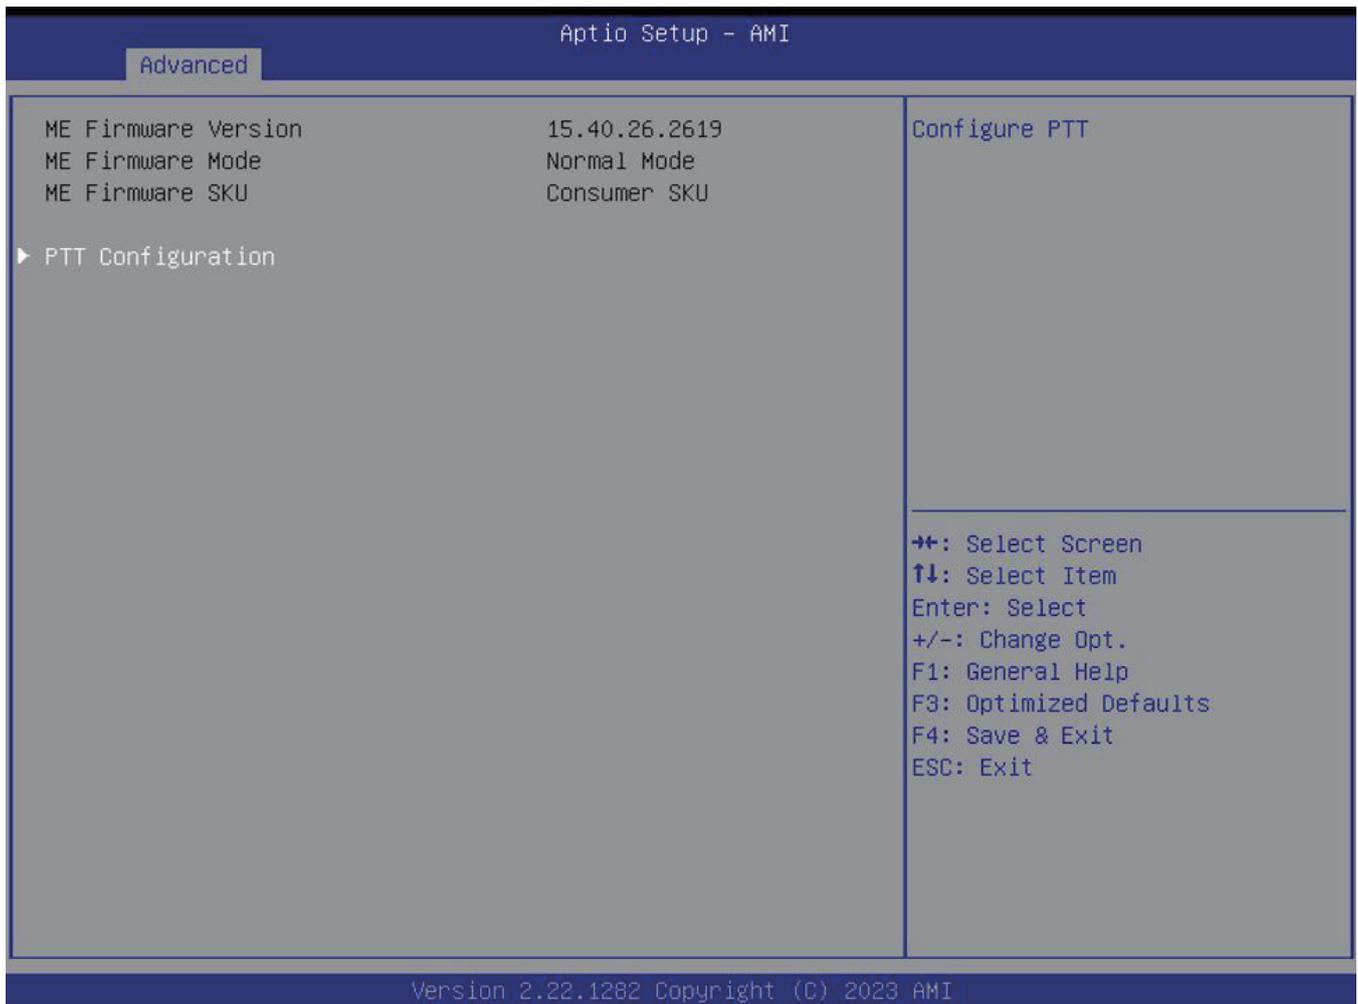 Aptio Setup - AMI
Advanced
ME Firmware Version 15.40.26.2619
ME Firmware Mode Normal Mode
ME Firmware SKU Consumer SKU
▶ PTT Configuration
Configure PTT
→←: Select Screen
↑↓: Select Item
Enter: Select
+/-: Change Opt.
F1: General Help
F3: Optimized Defaults
F4: Save & Exit
ESC: Exit
Version 2.22.1282 Copyright (C) 2023 AMI